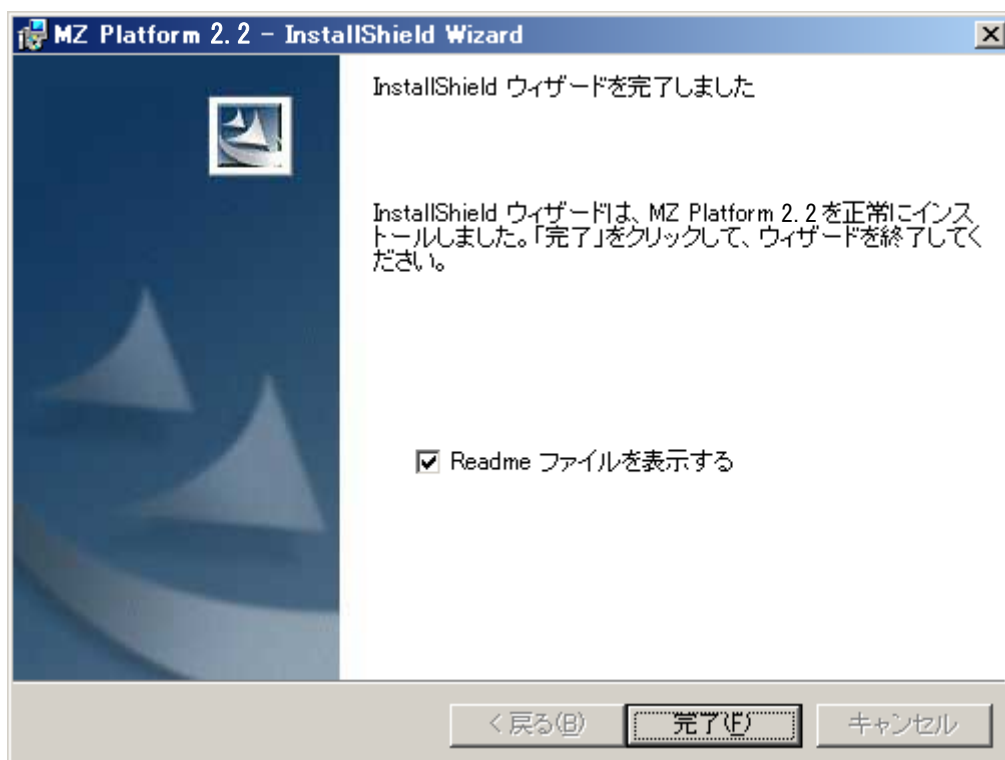 MZ Platform 2.2 - InstallShield Wizard
InstallShield ウィザードを完了しました
InstallShield ウィザードは、MZ Platform 2.2を正常にインス
トールしました。「完了」をクリックして、ウィザードを終了してく
ださい。
Readme ファイルを表示する
< 戻る(B)
完了(F)
キャンセル